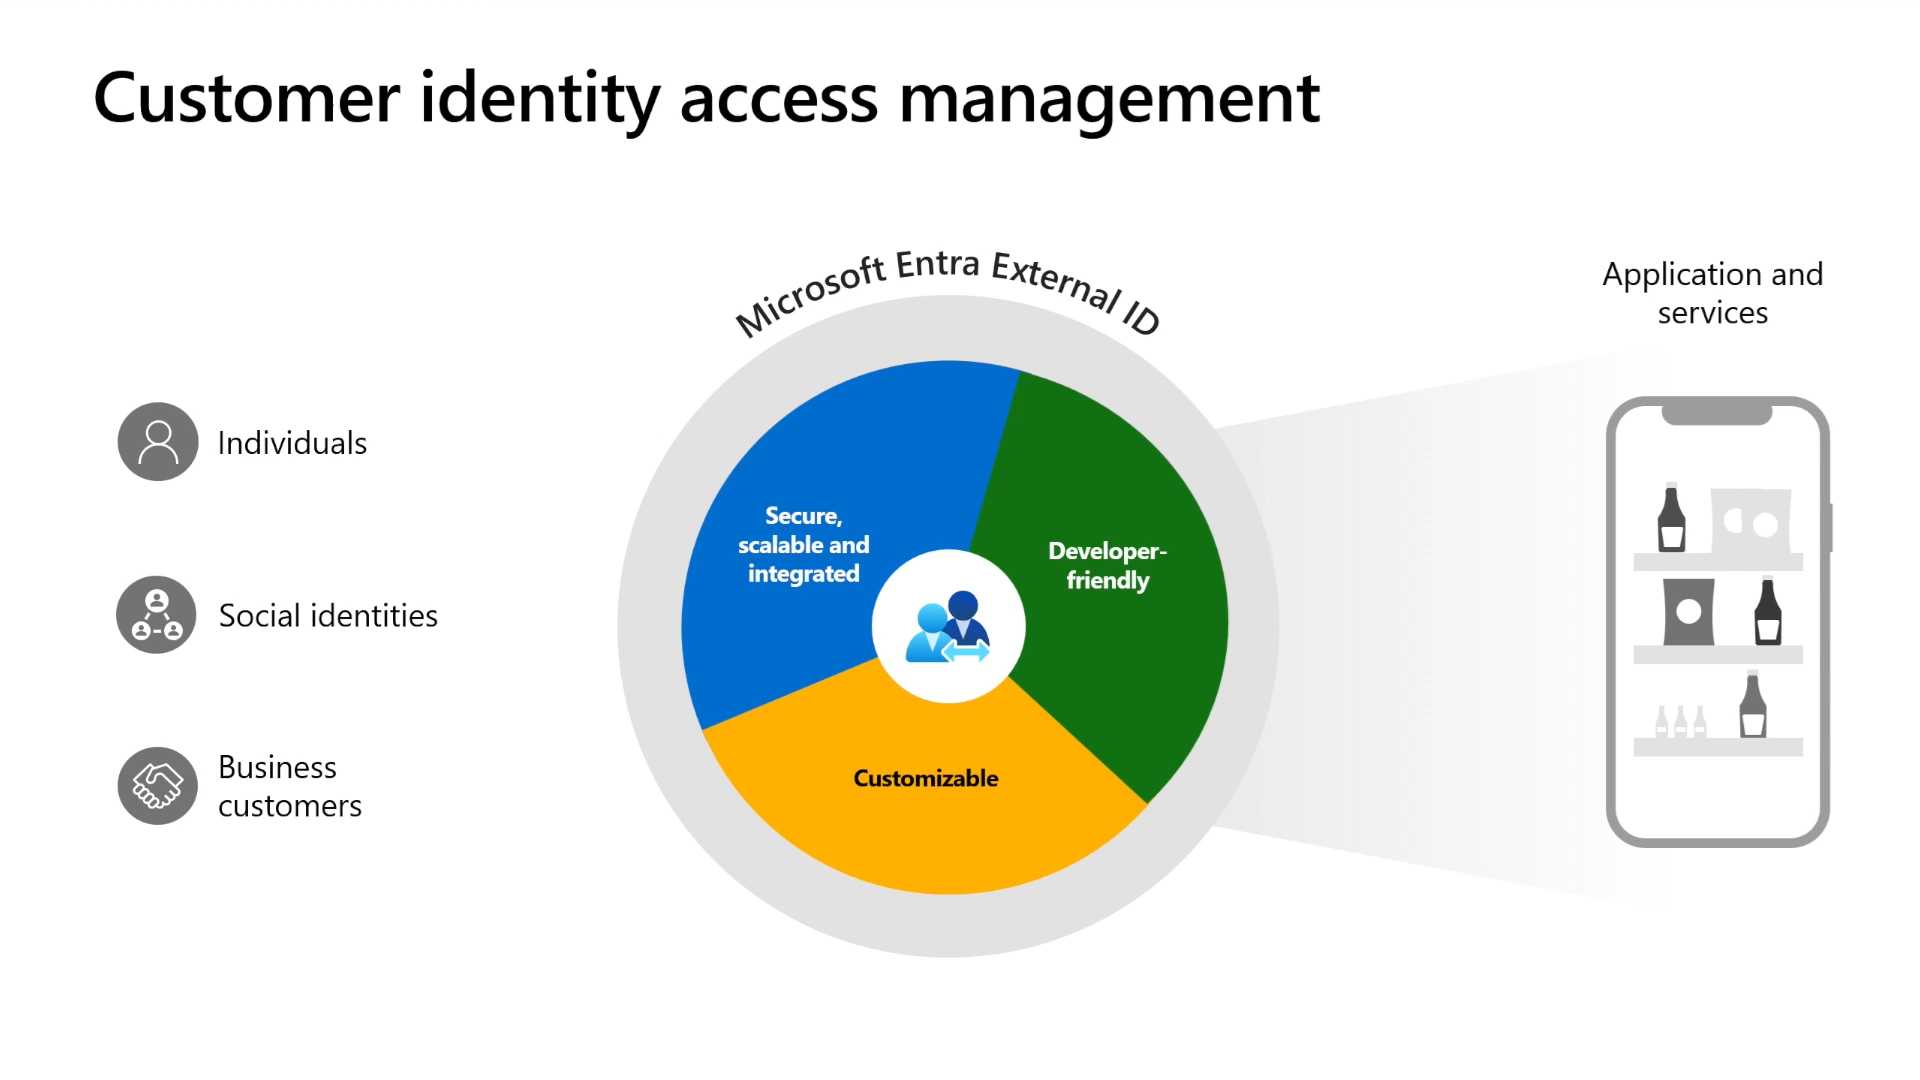 Customer identity access management
Microsoft Entra External ID
Individuals
Social identities
Business
customers
Secure,
scalable and
integrated
Developer-
friendly
Customizable
Application and
services